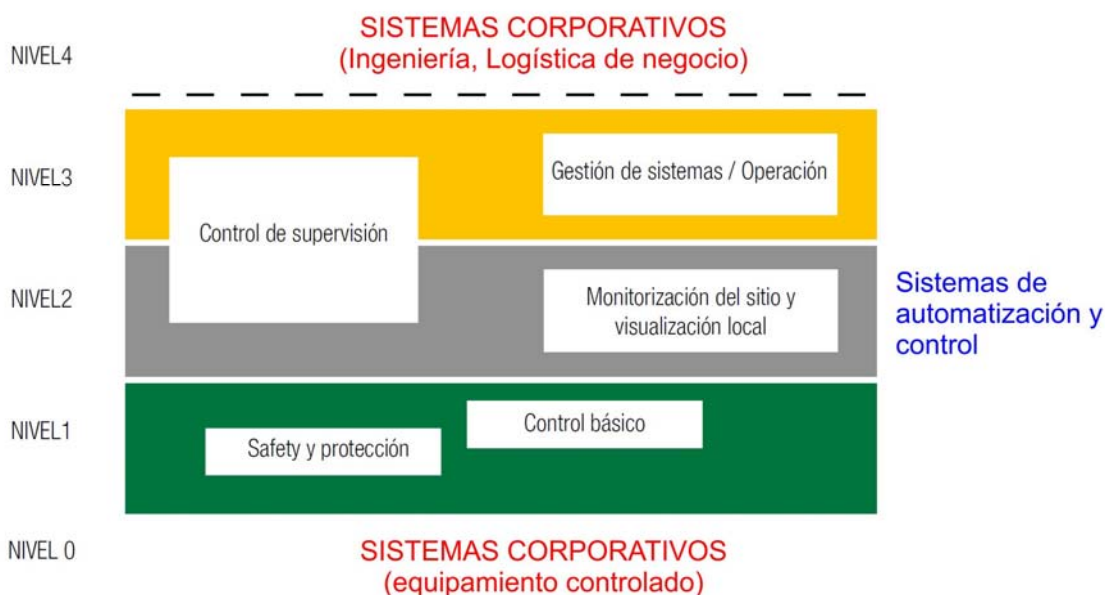 NIVEL4
SISTEMAS CORPORATIVOS
(Ingeniería, Logística de negocio)
NIVEL3
Gestión de sistemas / Operación
Control de supervisión
NIVEL2
Monitorización del sitio y
visualización local
Sistemas de
automatización y
control
NIVEL1
Control básico
Safety y protección
NIVEL 0
SISTEMAS CORPORATIVOS
(equipamiento controlado)